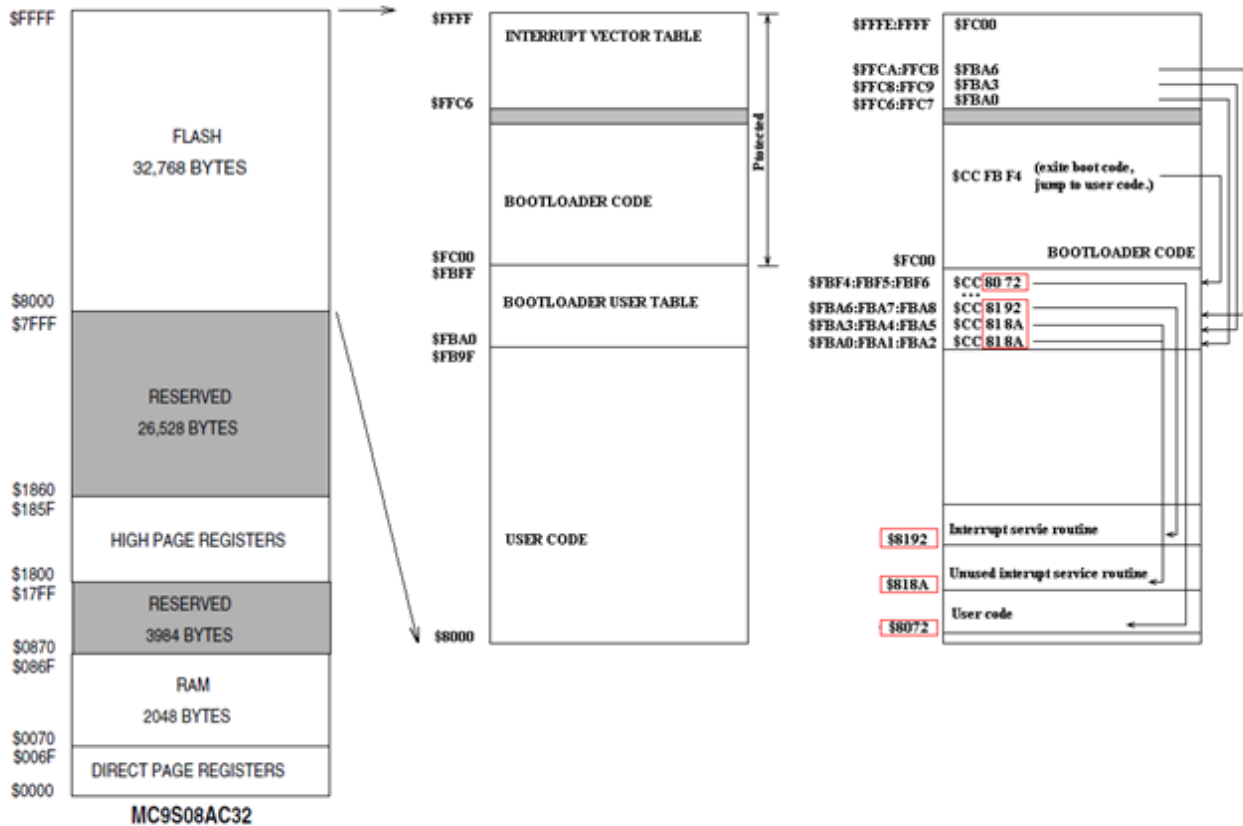 $FFFF
FLASH
32,768 BYTES
$8000
$7FFF
RESERVED
26,528 BYTES
$1860
$185F
HIGH PAGE REGISTERS
$1800
$17FF
RESERVED
3984 BYTES
$0870
$086F
RAM
2048 BYTES
$0070
$006F
DIRECT PAGE REGISTERS
$0000
MC9S08AC32
$FFFF
INTERRUPT VECTOR TABLE
$FFC6
Protected
BOOTLOADER CODE
$FC00
$FBFF
BOOTLOADER USER TABLE
$FBA0
$FB9F
USER CODE
$8000
$FFFE:FFFF $FC00
$FFCA:FFCB $FBA6
$FFC8:FFC9 $FBA3
$FFC6:FFC7 $FBA0
$CC FB F4 (exite boot code,
jump to user code.)
BOOTLOADER CODE
$FC00
$FBF4:FBF5:FBF6 $CC 80 72
...
$FBA6:FBA7:FBA8 $CC 81 92
$FBA3:FBA4:FBA5 $CC 81 8A
$FBA0:FBA1:FBA2 $CC 81 8A
Interrupt servie routine
$8192
Unused interupt service routine
$818A
User code
$8072